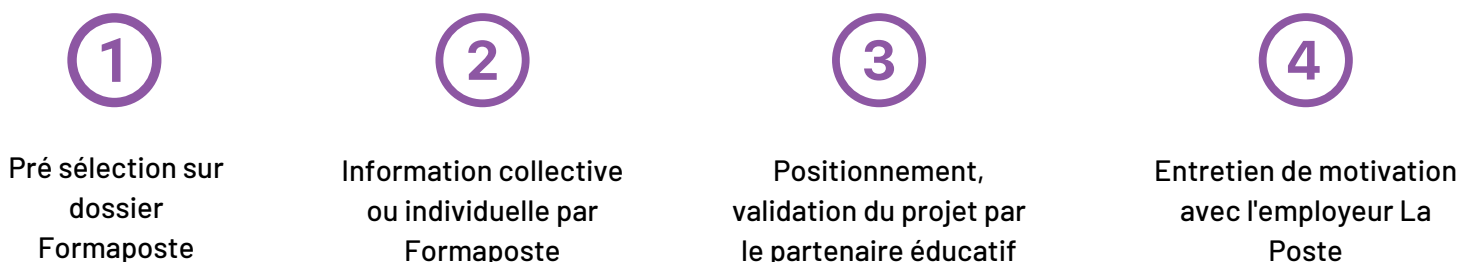 1
Pré sélection sur
dossier
Formaposte
2
Information collective
ou individuelle par
Formaposte
3
Positionnement,
validation du projet par
le partenaire éducatif
4
Entretien de motivation
avec l'employeur La
Poste